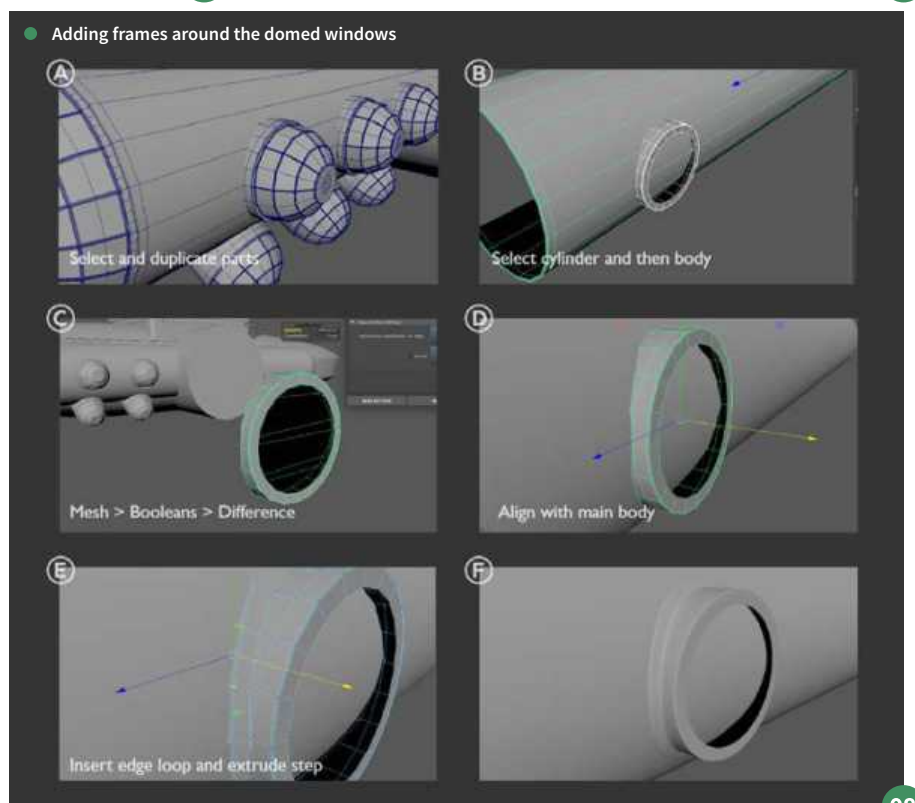 Adding frames around the domed windows
A
B
Select and duplicate parts
Select cylinder and then body
C
D
Mesh > Booleans > Difference
Align with main body
E
F
Insert edge loop and extrude step